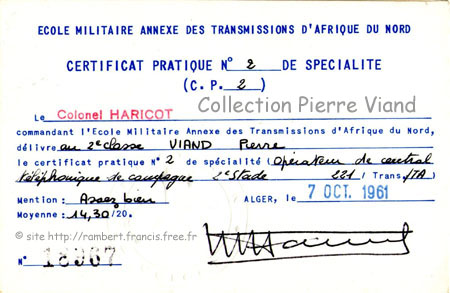 ECOLE MILITAIRE ANNEXE DES TRANSMISSIONS D'AFRIQUE DU NORD
CERTIFICAT PRATIQUE N° 2 DE SPECIALITE
(C.P. 2)
Le Colonel HARICOT Collection Pierre Viand
commandant l'Ecole Militaire Annexe des Transmissions d'Afrique du Nord,
délivre au 2e classe VIAND Pierre
le certificat pratique N° 2 de spécialité (Opérateur de central
téléphonique de campagne 2e Stade 221 / Trans./TA)
Mention: Assez bien ALGER, le 7 OCT. 1961
Moyenne: 14,30/20.
© site http://rambert.francis.free.fr
N°